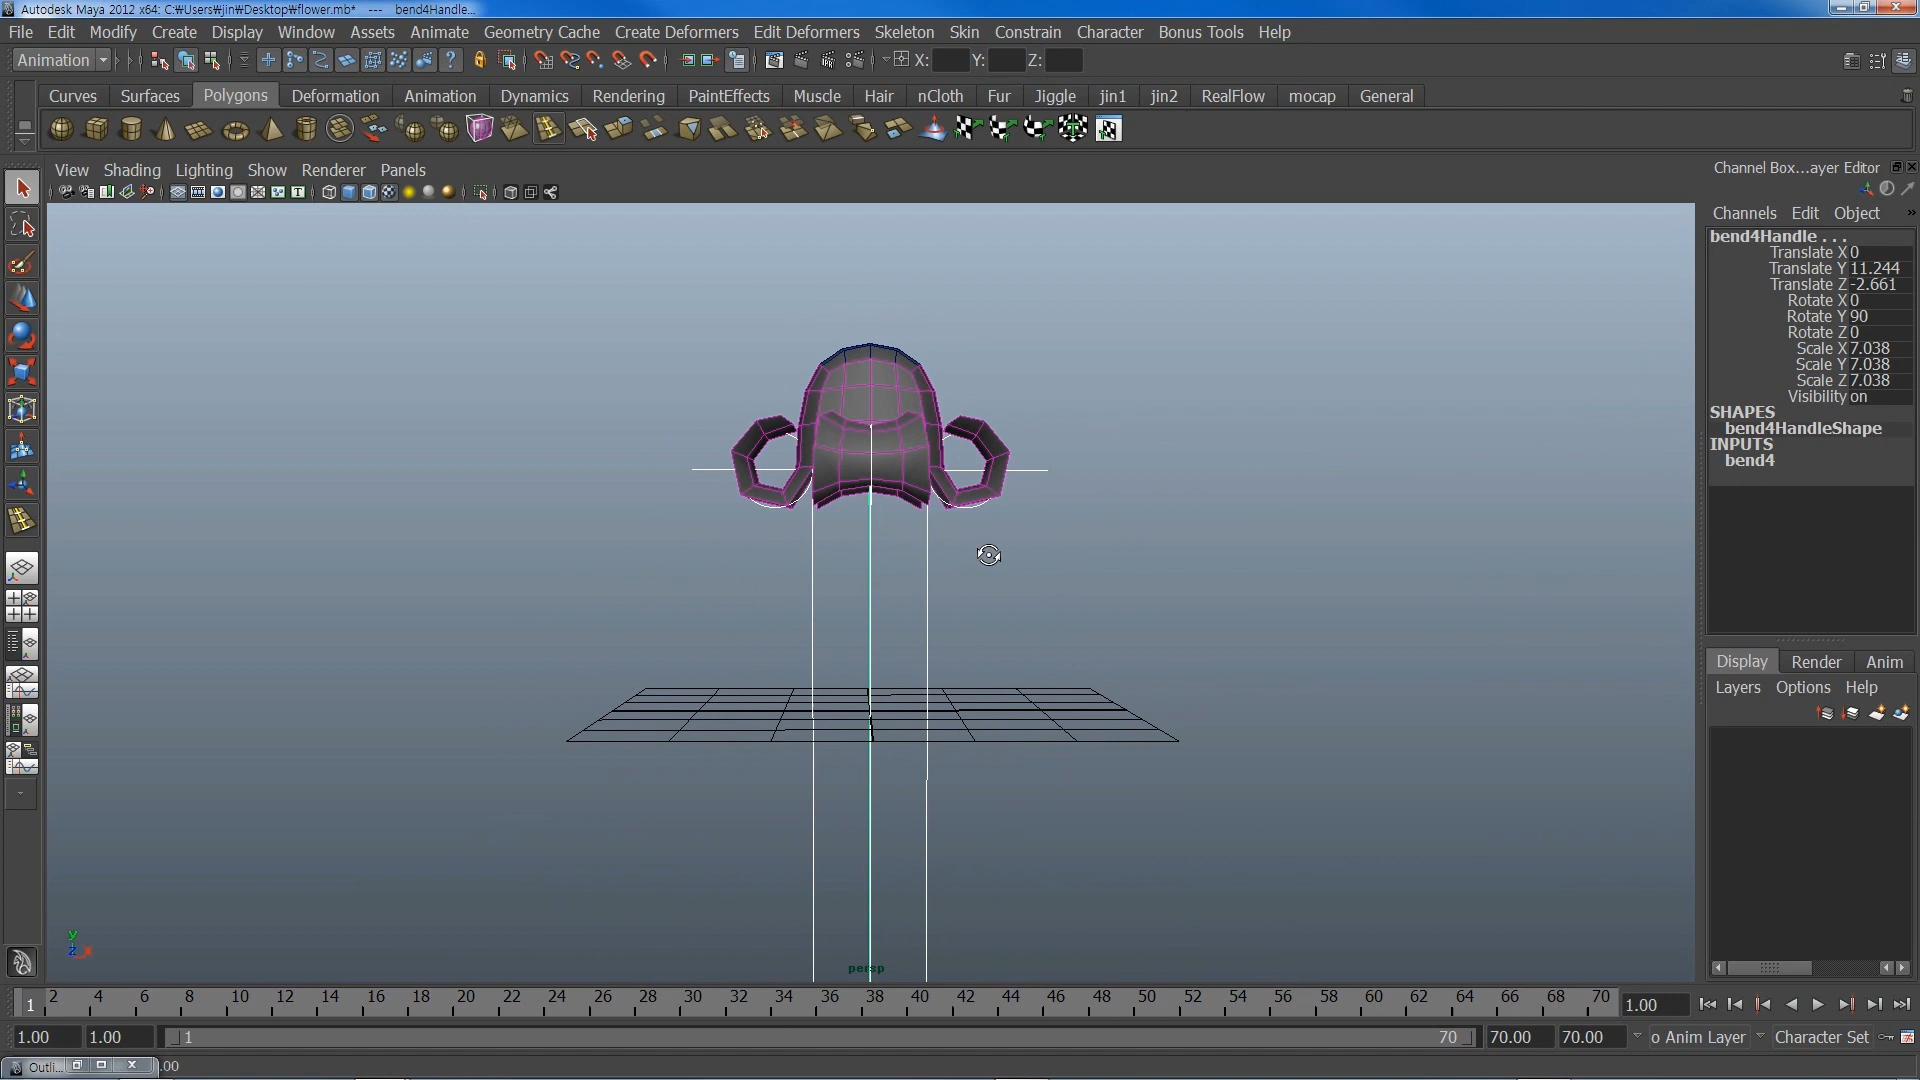 Autodesk Maya 2012 x64: C:₩Users₩jin₩Desktop₩flower.mb* --- bend4Handle...
File Edit Modify Create Display Window Assets Animate Geometry Cache Create Deformers Edit Deformers Skeleton Skin Constrain Character Bonus Tools Help
Animation X: Y: Z:
Curves Surfaces Polygons Deformation Animation Dynamics Rendering PaintEffects Muscle Hair nCloth Fur Jiggle jin1 jin2 RealFlow mocap General
View Shading Lighting Show Renderer Panels
Channel Box...ayer Editor
Channels Edit Object »
bend4Handle . . .
Translate X 0
Translate Y 11.244
Translate Z -2.661
Rotate X 0
Rotate Y 90
Rotate Z 0
Scale X 7.038
Scale Y 7.038
Scale Z 7.038
Visibility on
SHAPES
bend4HandleShape
INPUTS
bend4
Display Render Anim
Layers Options Help
y
z x
persp
1 2 4 6 8 10 12 14 16 18 20 22 24 26 28 30 32 34 36 38 40 42 44 46 48 50 52 54 56 58 60 62 64 66 68 70 1.00
1.00 1.00 1 70 70.00 70.00 o Anim Layer Character Set
Outli... .00